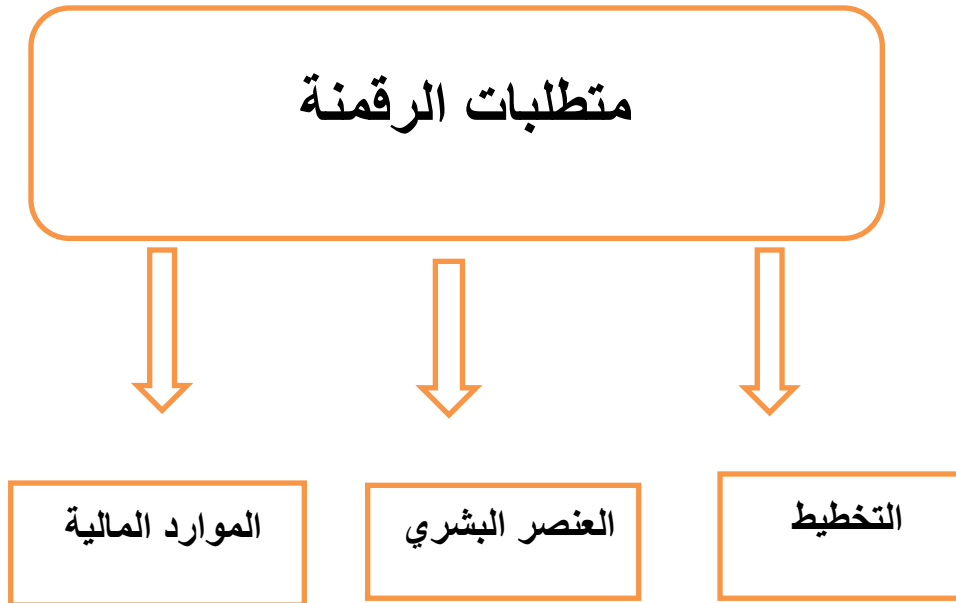 متطلبات الرقمنة
التخطيط
العنصر البشري
الموارد المالية